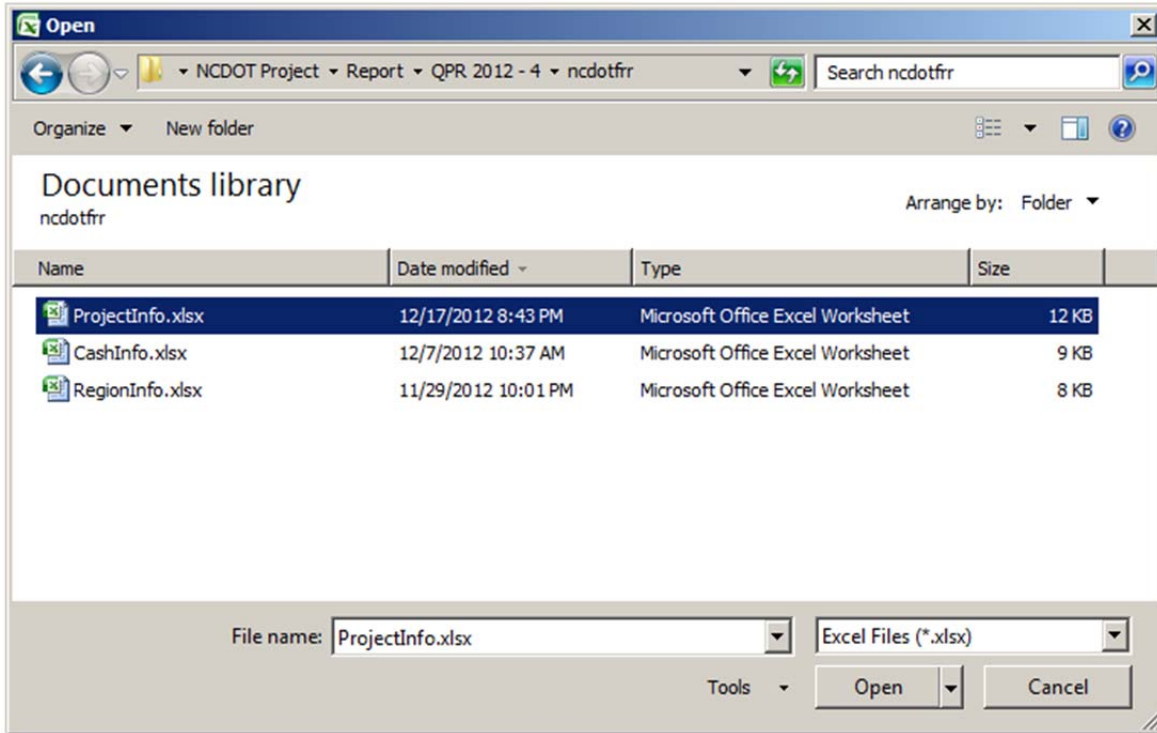 Open
NCDOT Project Report QPR 2012 - 4 ncdotfrr Search ncdotfrr
Organize New folder
Documents library
ncdotfrr
Arrange by: Folder
Name Date modified Type Size
ProjectInfo.xlsx 12/17/2012 8:43 PM Microsoft Office Excel Worksheet 12 KB
CashInfo.xlsx 12/7/2012 10:37 AM Microsoft Office Excel Worksheet 9 KB
RegionInfo.xlsx 11/29/2012 10:01 PM Microsoft Office Excel Worksheet 8 KB
File name: ProjectInfo.xlsx Excel Files (*.xlsx)
Tools Open Cancel